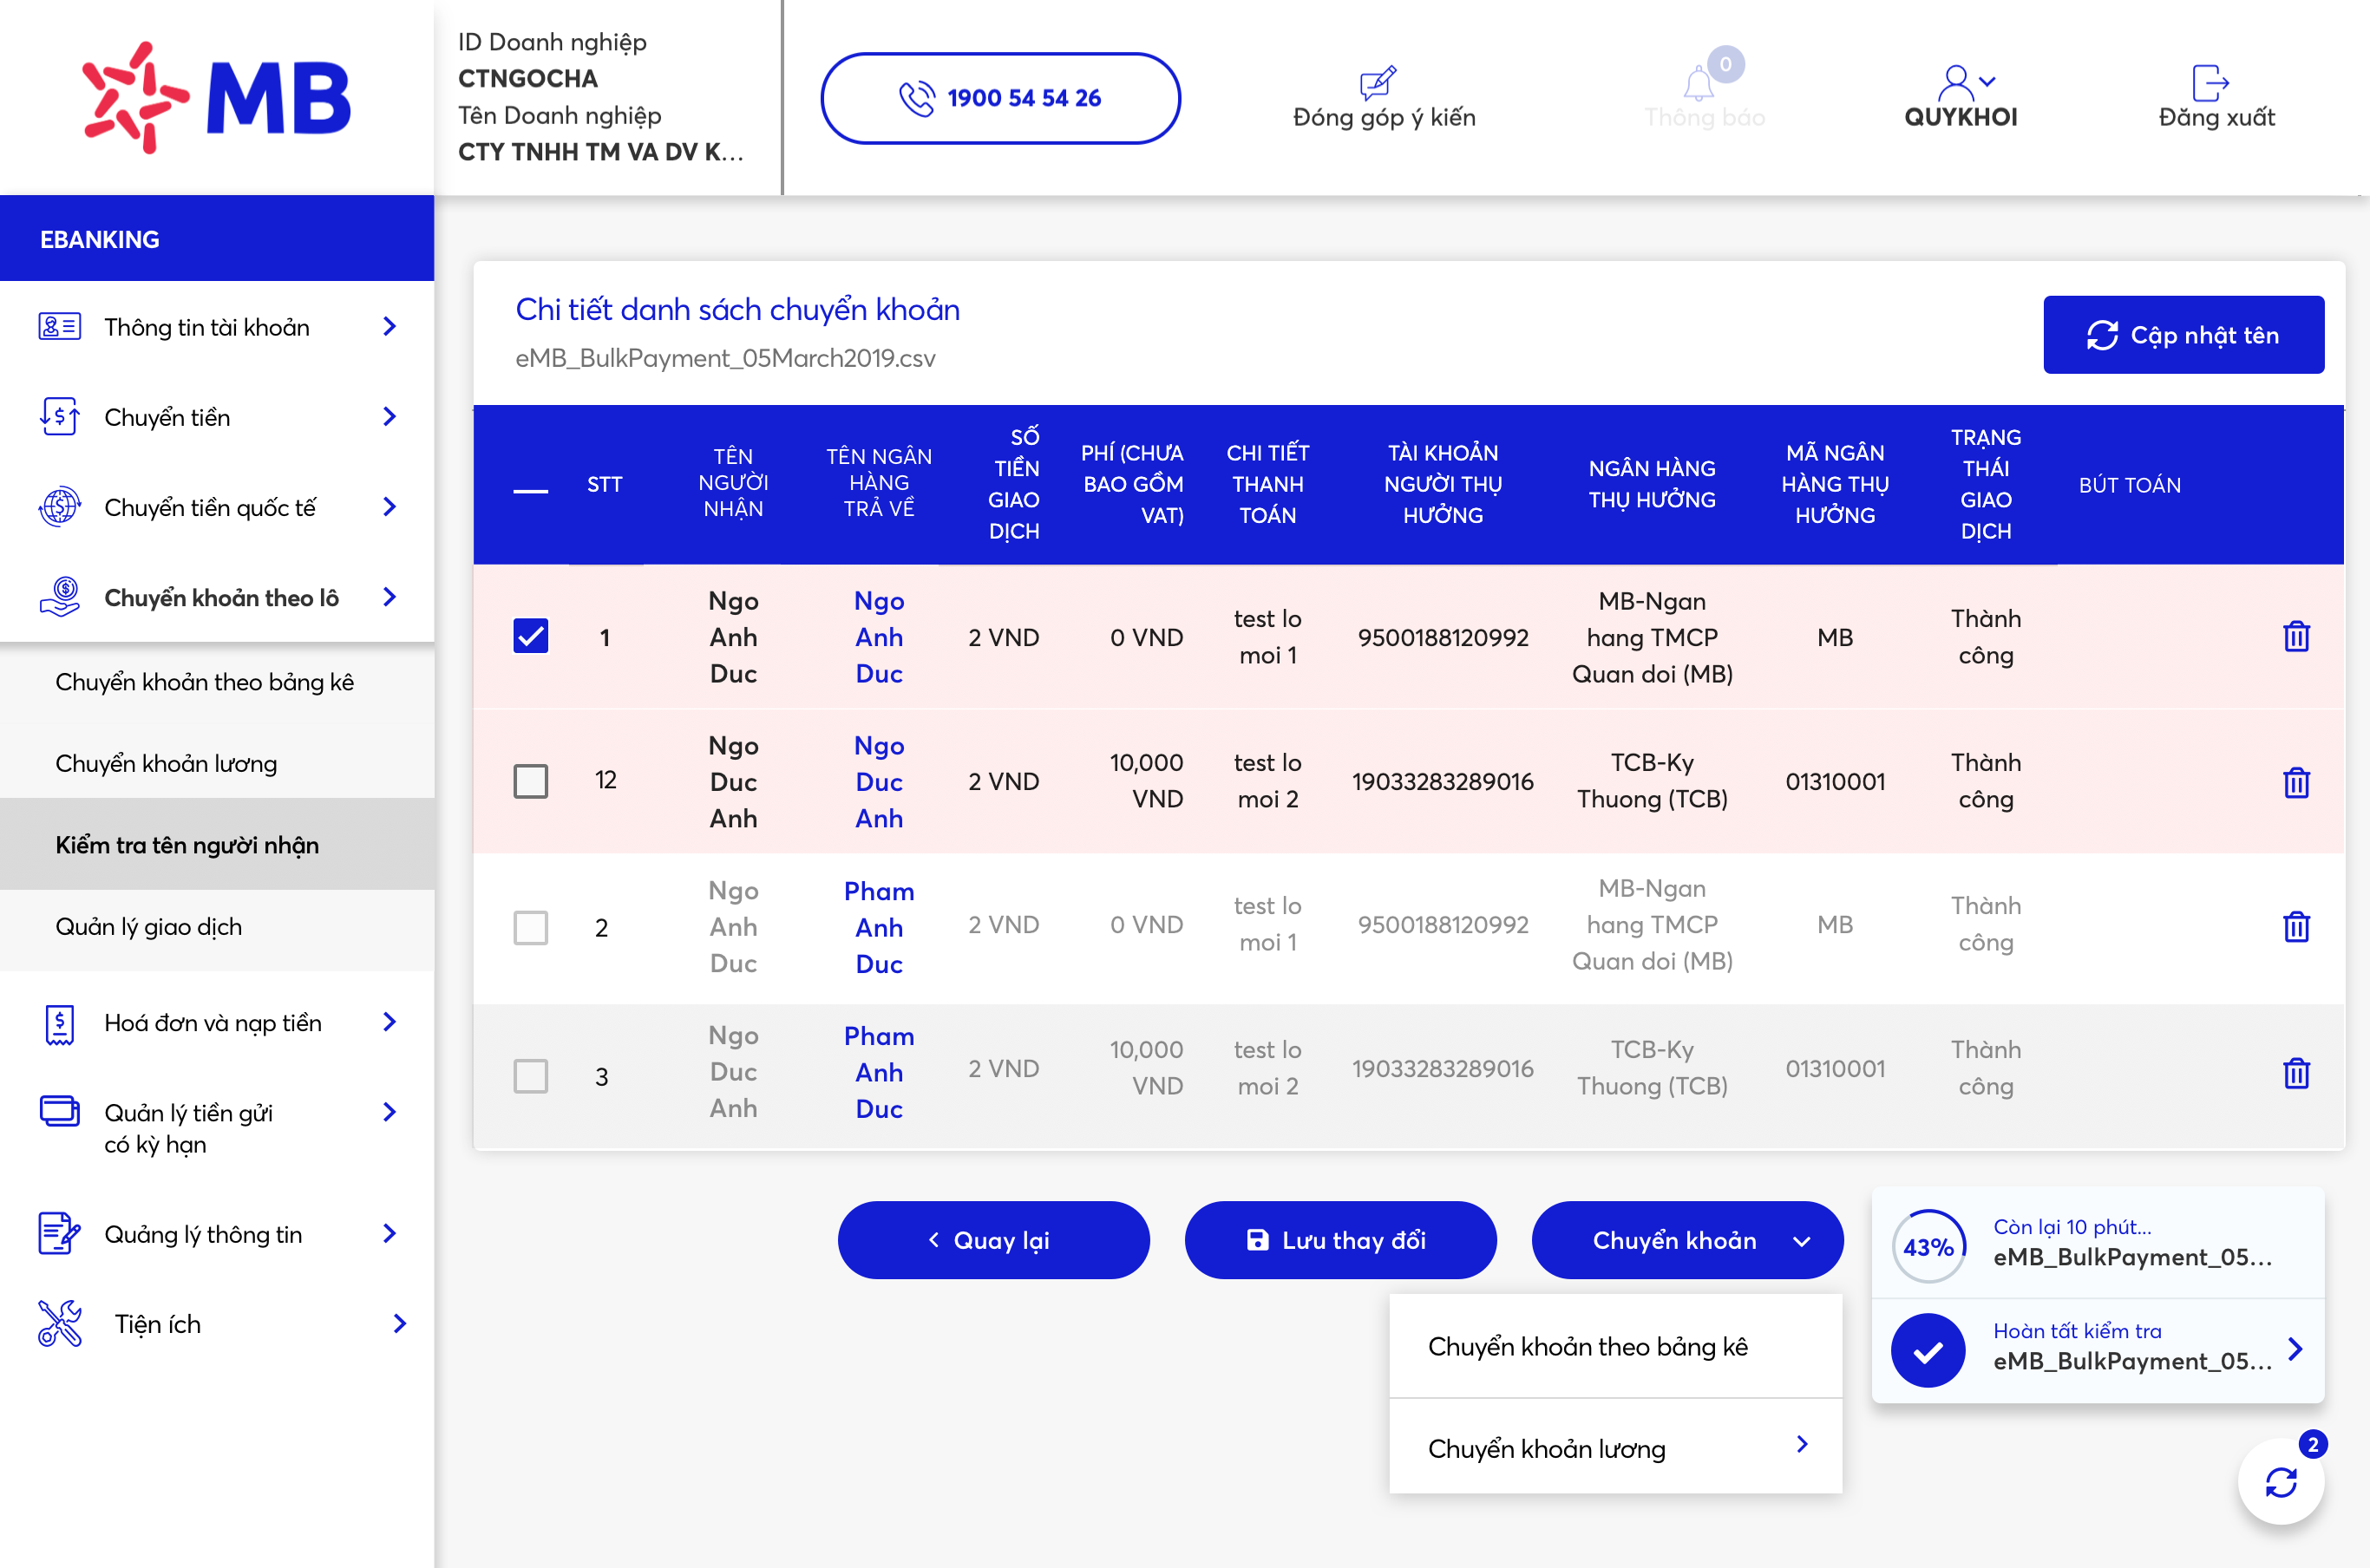 MB
ID Doanh nghiệp
CTNGOCHA
Tên Doanh nghiệp
CTY TNHH TM VA DV K...
1900 54 54 26
Đóng góp ý kiến
0
Thông báo
QUYKHOI
Đăng xuất
EBANKING
Thông tin tài khoản
Chuyển tiền
Chuyển tiền quốc tế
Chuyển khoản theo lô
Chuyển khoản theo bảng kê
Chuyển khoản lương
Kiểm tra tên người nhận
Quản lý giao dịch
Hoá đơn và nạp tiền
Quản lý tiền gửi
có kỳ hạn
Quảng lý thông tin
Tiện ích
Chi tiết danh sách chuyển khoản
eMB_BulkPayment_05March2019.csv
Cập nhật tên
STT
TÊN
NGƯỜI
NHẬN
TÊN NGÂN
HÀNG
TRẢ VỀ
SỐ
TIỀN
GIAO
DỊCH
PHÍ (CHƯA
BAO GỒM
VAT)
CHI TIẾT
THANH
TOÁN
TÀI KHOẢN
NGƯỜI THỤ
HƯỞNG
NGÂN HÀNG
THỤ HƯỞNG
MÃ NGÂN
HÀNG THỤ
HƯỞNG
TRẠNG
THÁI
GIAO
DỊCH
BÚT TOÁN
1
Ngo
Anh
Duc
Ngo
Anh
Duc
2 VND
0 VND
test lo
moi 1
9500188120992
MB-Ngan
hang TMCP
Quan doi (MB)
MB
Thành
công
12
Ngo
Duc
Anh
Ngo
Duc
Anh
2 VND
10,000
VND
test lo
moi 2
19033283289016
TCB-Ky
Thuong (TCB)
01310001
Thành
công
2
Ngo
Anh
Duc
Pham
Anh
Duc
2 VND
0 VND
test lo
moi 1
9500188120992
MB-Ngan
hang TMCP
Quan doi (MB)
MB
Thành
công
3
Ngo
Duc
Anh
Pham
Anh
Duc
2 VND
10,000
VND
test lo
moi 2
19033283289016
TCB-Ky
Thuong (TCB)
01310001
Thành
công
Quay lại
Lưu thay đổi
Chuyển khoản
Chuyển khoản theo bảng kê
Chuyển khoản lương
43%
Còn lại 10 phút...
eMB_BulkPayment_05...
Hoàn tất kiểm tra
eMB_BulkPayment_05...
2